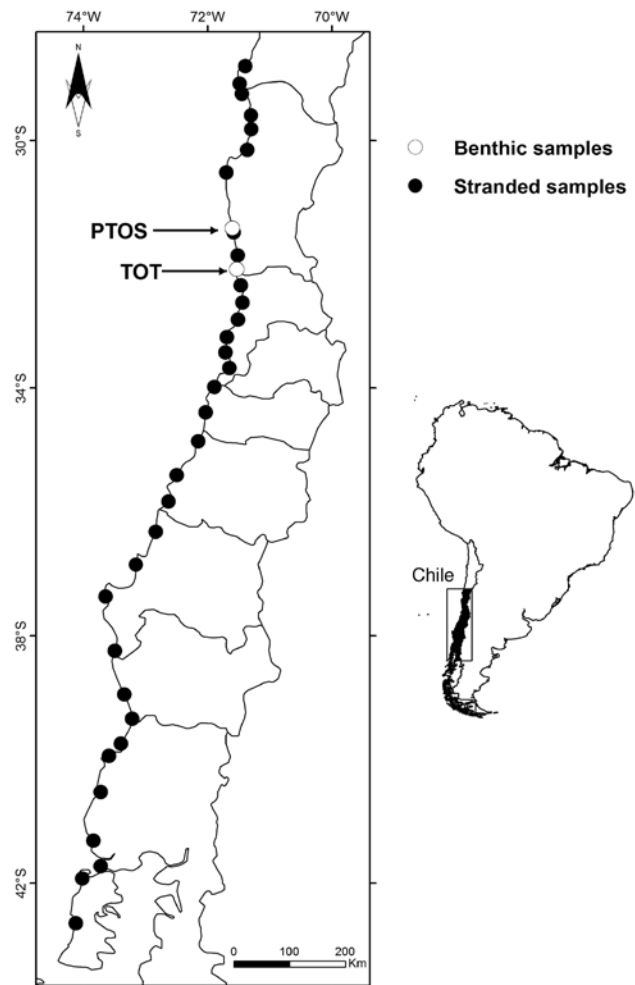 74°W 72°W 70°W
N
S
30°S
34°S
38°S
42°S
PTOS
TOT
Benthic samples
Stranded samples
Chile
0 100 200
Km